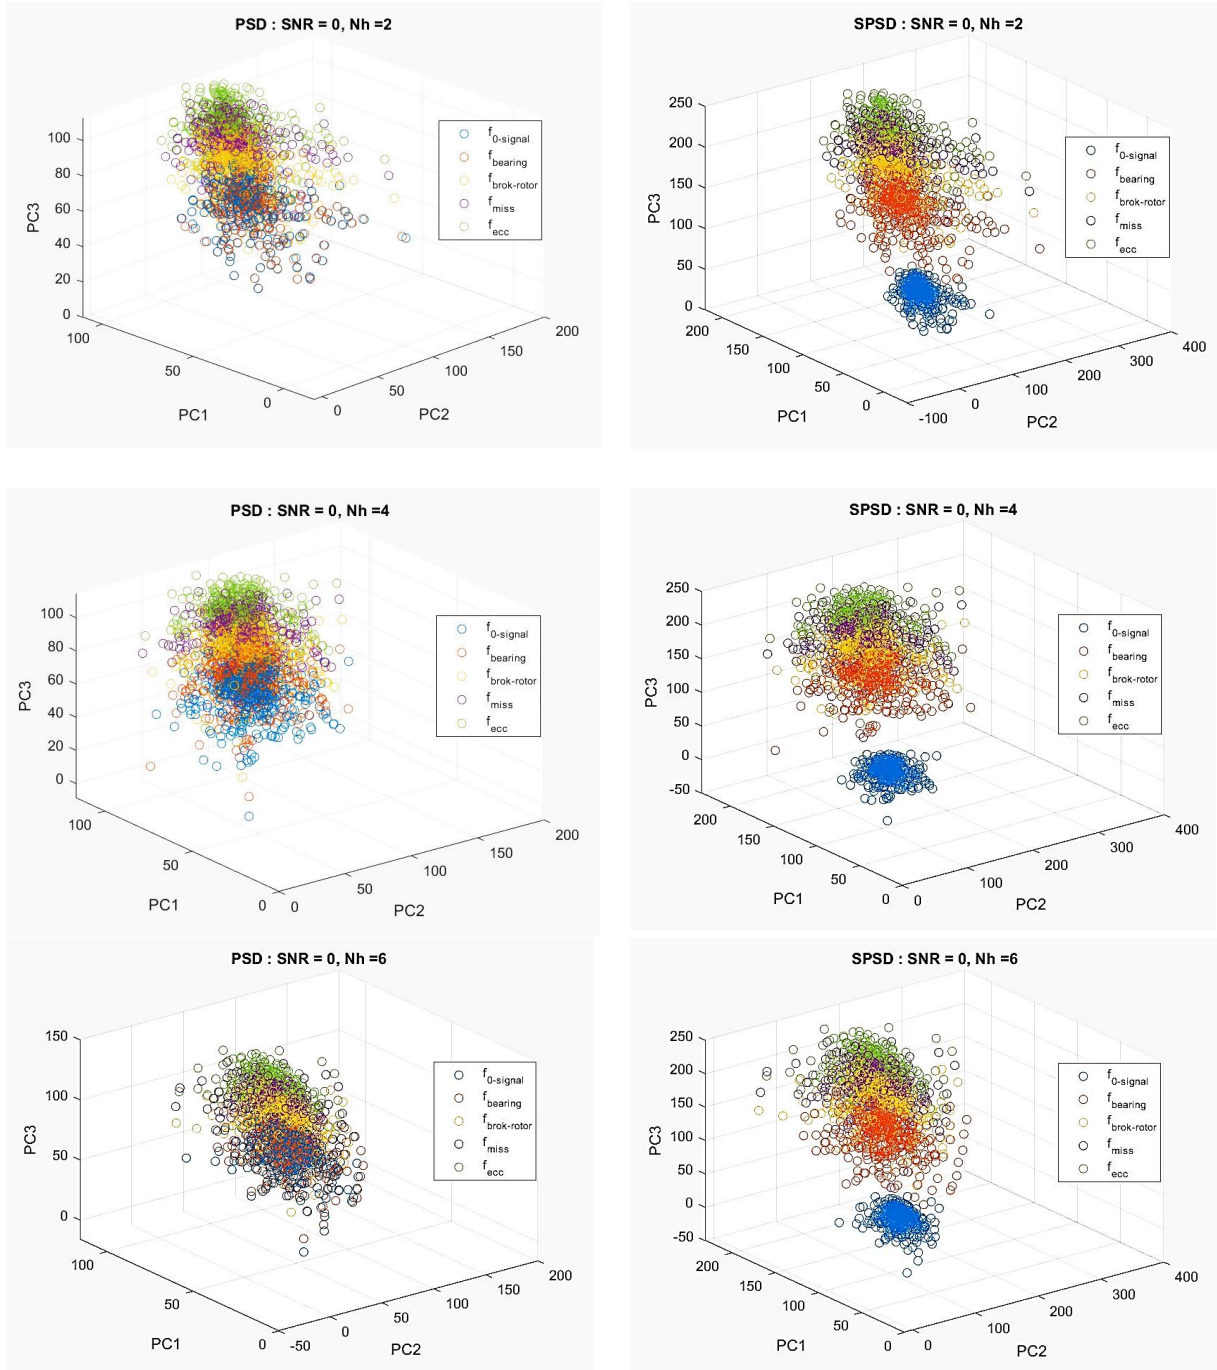 PSD : SNR = 0, Nh =2
100
80
60
40
20
0
PC3
100
50
0
PC1
0
50
100
150
200
PC2
f0-signal
fbearing
fbrok-rotor
fmiss
fecc
SPSD : SNR = 0, Nh =2
250
200
150
100
50
0
PC3
200
150
100
50
0
PC1
-100
0
100
200
300
400
PC2
f0-signal
fbearing
fbrok-rotor
fmiss
fecc
PSD : SNR = 0, Nh =4
100
80
60
40
20
0
PC3
100
50
0
PC1
0
50
100
150
200
PC2
f0-signal
fbearing
fbrok-rotor
fmiss
fecc
SPSD : SNR = 0, Nh =4
250
200
150
100
50
0
-50
PC3
200
150
100
50
0
PC1
0
100
200
300
400
PC2
f0-signal
fbearing
fbrok-rotor
fmiss
fecc
PSD : SNR = 0, Nh =6
150
100
50
0
PC3
100
50
0
PC1
-50
0
50
100
150
200
PC2
f0-signal
fbearing
fbrok-rotor
fmiss
fecc
SPSD : SNR = 0, Nh =6
250
200
150
100
50
0
-50
PC3
200
150
100
50
0
PC1
0
100
200
300
400
PC2
f0-signal
fbearing
fbrok-rotor
fmiss
fecc